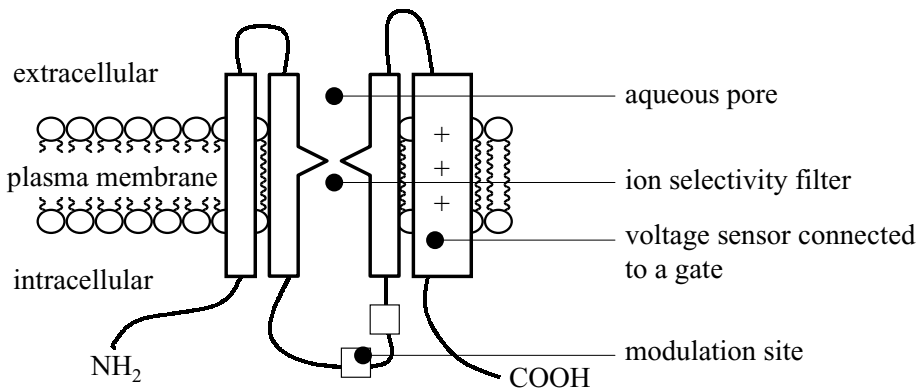 extracellular
aqueous pore
+
plasma membrane
+
ion selectivity filter
+
voltage sensor connected
to a gate
intracellular
modulation site
NH₂
COOH